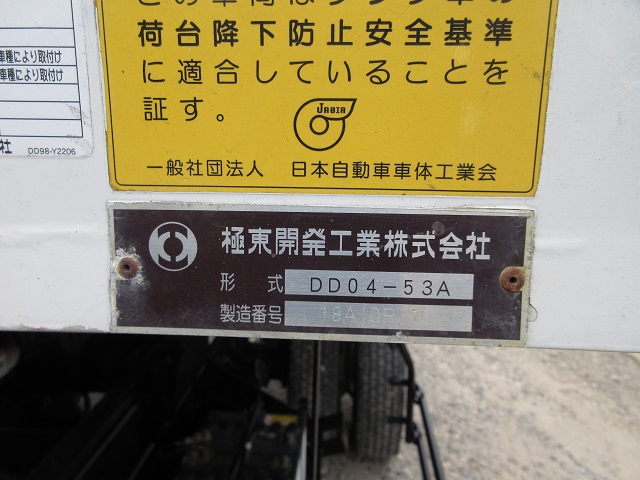 車種により取付け
車種により取付け
社
DD98-Y2206
荷台降下防止安全基準
に適合していることを
証す。
JABIA
一般社団法人 日本自動車車体工業会
極東開発工業株式会社
形式 DD04-53A
製造番号